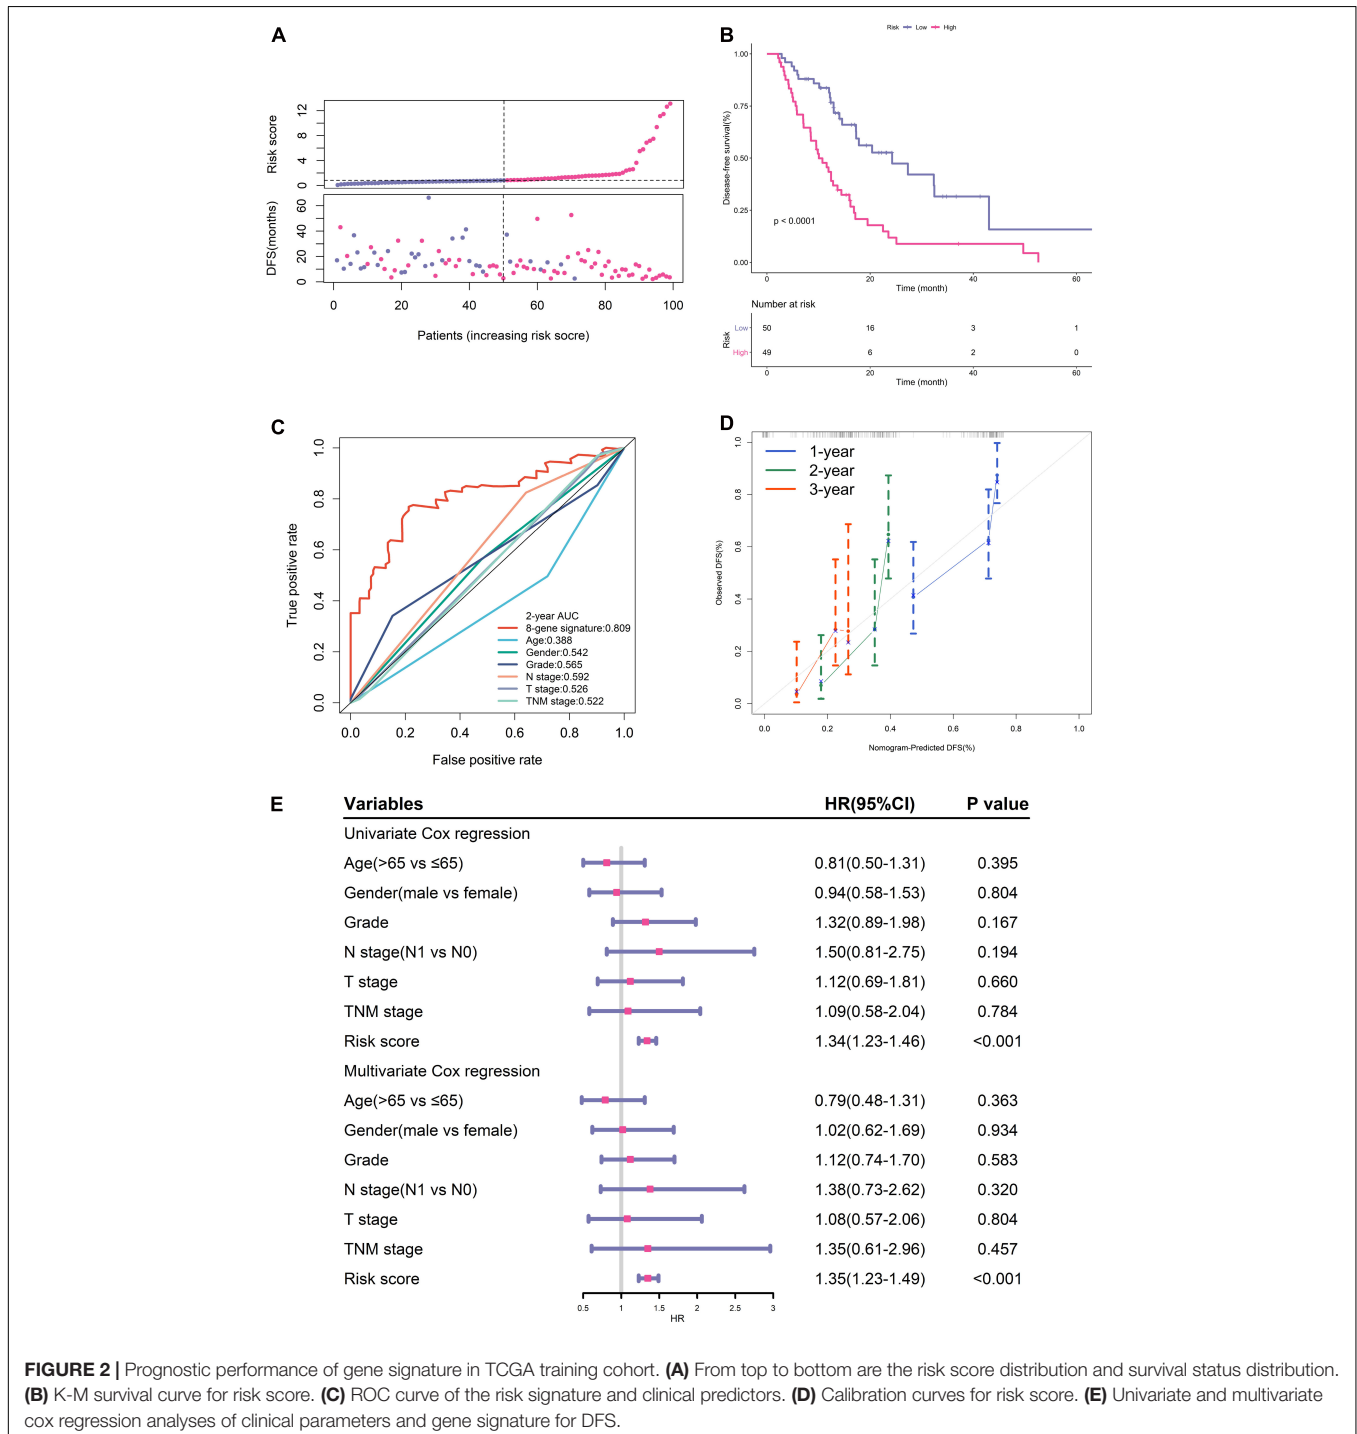 A
Risk score
12
8
4
0
DFS(months)
60
40
20
0
0 20 40 60 80 100
Patients (increasing risk socre)
B
Risk Low High
Disease-free survival(%)
1.00
0.75
0.50
0.25
0.00
p < 0.0001
0 20 40 60
Time (month)
Number at risk
Risk
Low 50 16 3 1
High 49 6 2 0
0 20 40 60
Time (month)
C
True positive rate
1.0
0.8
0.6
0.4
0.2
0.0
2-year AUC
8-gene signature:0.809
Age:0.388
Gender:0.542
Grade:0.565
N stage:0.592
T stage:0.526
TNM stage:0.522
0.0 0.2 0.4 0.6 0.8 1.0
False positive rate
D
Observed DFS(%)
1.0
0.8
0.6
0.4
0.2
0.0
1-year
2-year
3-year
0.0 0.2 0.4 0.6 0.8 1.0
Nomogram-Predicted DFS(%)
E
Variables HR(95%CI) P value
Univariate Cox regression
Age(>65 vs ≤65) 0.81(0.50-1.31) 0.395
Gender(male vs female) 0.94(0.58-1.53) 0.804
Grade 1.32(0.89-1.98) 0.167
N stage(N1 vs N0) 1.50(0.81-2.75) 0.194
T stage 1.12(0.69-1.81) 0.660
TNM stage 1.09(0.58-2.04) 0.784
Risk score 1.34(1.23-1.46) <0.001
Multivariate Cox regression
Age(>65 vs ≤65) 0.79(0.48-1.31) 0.363
Gender(male vs female) 1.02(0.62-1.69) 0.934
Grade 1.12(0.74-1.70) 0.583
N stage(N1 vs N0) 1.38(0.73-2.62) 0.320
T stage 1.08(0.57-2.06) 0.804
TNM stage 1.35(0.61-2.96) 0.457
Risk score 1.35(1.23-1.49) <0.001
0.5 1 1.5 2 2.5 3
HR
FIGURE 2 | Prognostic performance of gene signature in TCGA training cohort. (A) From top to bottom are the risk score distribution and survival status distribution.
(B) K-M survival curve for risk score. (C) ROC curve of the risk signature and clinical predictors. (D) Calibration curves for risk score. (E) Univariate and multivariate
cox regression analyses of clinical parameters and gene signature for DFS.